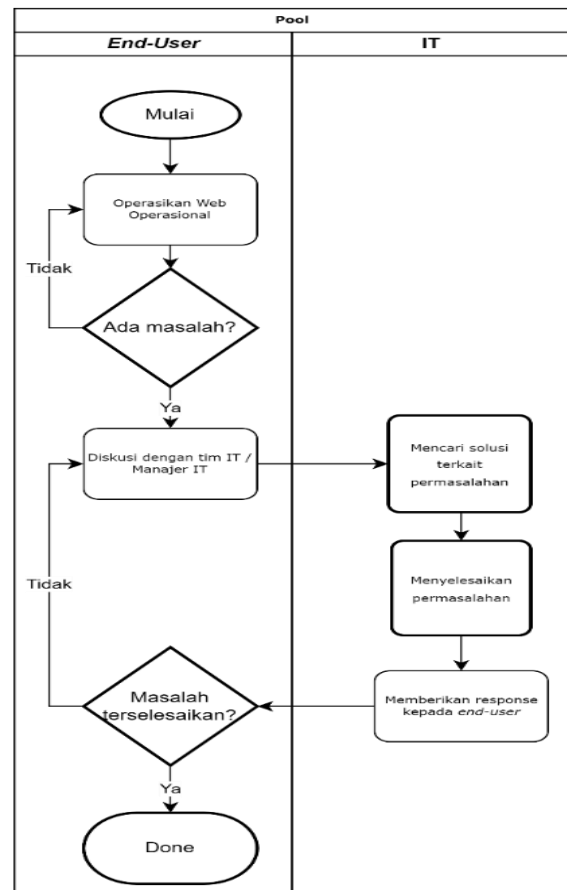 Pool
End-User
IT
Mulai
Operasikan Web
Operasional
Tidak
Ada masalah?
Ya
Diskusi dengan tim IT /
Manajer IT
Mencari solusi
terkait
permasalahan
Menyelesaikan
permasalahan
Tidak
Memberikan response
kepada end-user
Masalah
terselesaikan?
Ya
Done